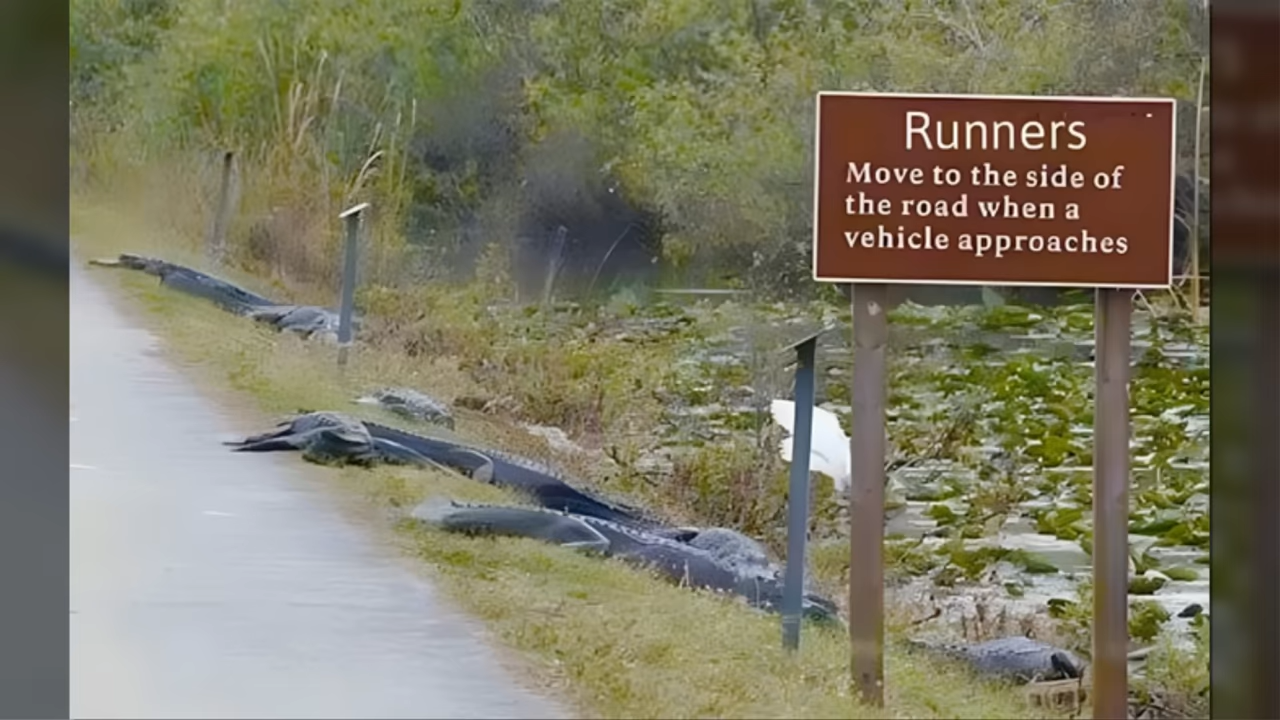 Runners
Move to the side of
the road when a
vehicle approaches